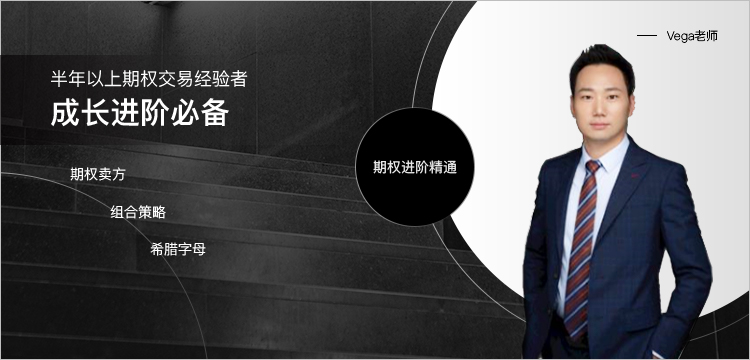 Vega老师
半年以上期权交易经验者
成长进阶必备
期权进阶精通
期权卖方
组合策略
希腊字母